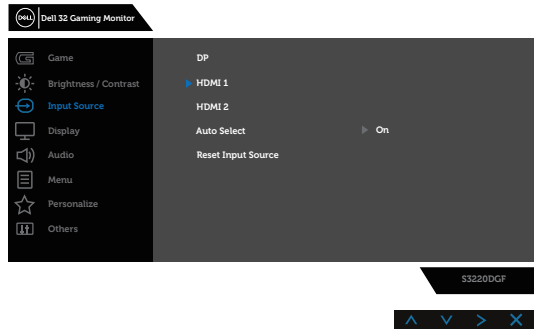 DELL
Dell 32 Gaming Monitor
Game
DP
Brightness / Contrast
HDMI 1
Input Source
HDMI 2
Display
Auto Select
On
Audio
Reset Input Source
Menu
Personalize
Others
S3220DGF